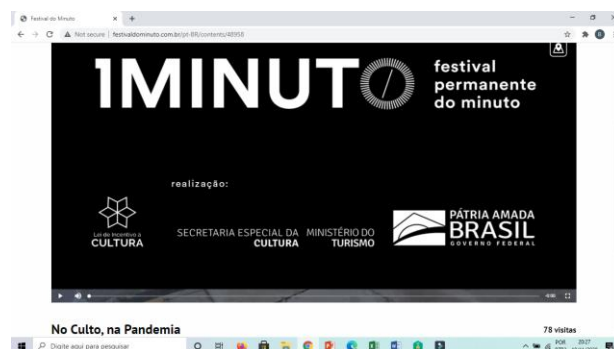 Festival do Minuto
Not secure | festivaldominuto.com.br/pt-BR/contents/48958
1MINUTO
festival
permanente
do minuto
realização:
Lei de Incentivo à
CULTURA
SECRETARIA ESPECIAL DA
CULTURA
MINISTÉRIO DO
TURISMO
PÁTRIA AMADA
BRASIL
GOVERNO FEDERAL
No Culto, na Pandemia
78 visitas
Digite aqui para pesquisar
POR
20:27